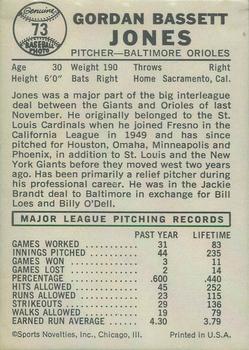 Genuine
73
BASEBALL PHOTO
GORDAN BASSETT
JONES
PITCHER—BALTIMORE ORIOLES
Age 30 Weight 190 Throws Right
Height 6'0" Bats Right Home Sacramento, Cal.
Jones was a major part of the big interleague
deal between the Giants and Orioles of last
last November. He originally belonged to the St.
Louis Cardinals when he joined Fresno in the
California League in 1949 and has since
pitched for Houston, Omaha, Minneapolis and
Phoenix, in addition to St. Louis and the New
York Giants before they moved west two years
ago. Has been primarily a relief pitcher during
his professional career. He was in the Jackie
Brandt deal to Baltimore in exchange for Bill
Loes and Billy O'Dell.
MAJOR LEAGUE PITCHING RECORDS
PAST YEAR LIFETIME
GAMES WORKED 31 83
INNINGS PITCHED 44 235
GAMES WON 3 11
GAMES LOST 2 14
PERCENTAGE .600 .440
HITS ALLOWED 45 252
RUNS ALLOWED 23 115
STRIKEOUTS 29 136
WALKS ALLOWED 19 79
EARNED RUN AVERAGE 4.30 3.79
©Sports Novelties, Inc., Chicago, Ill. Printed in U.S.A.